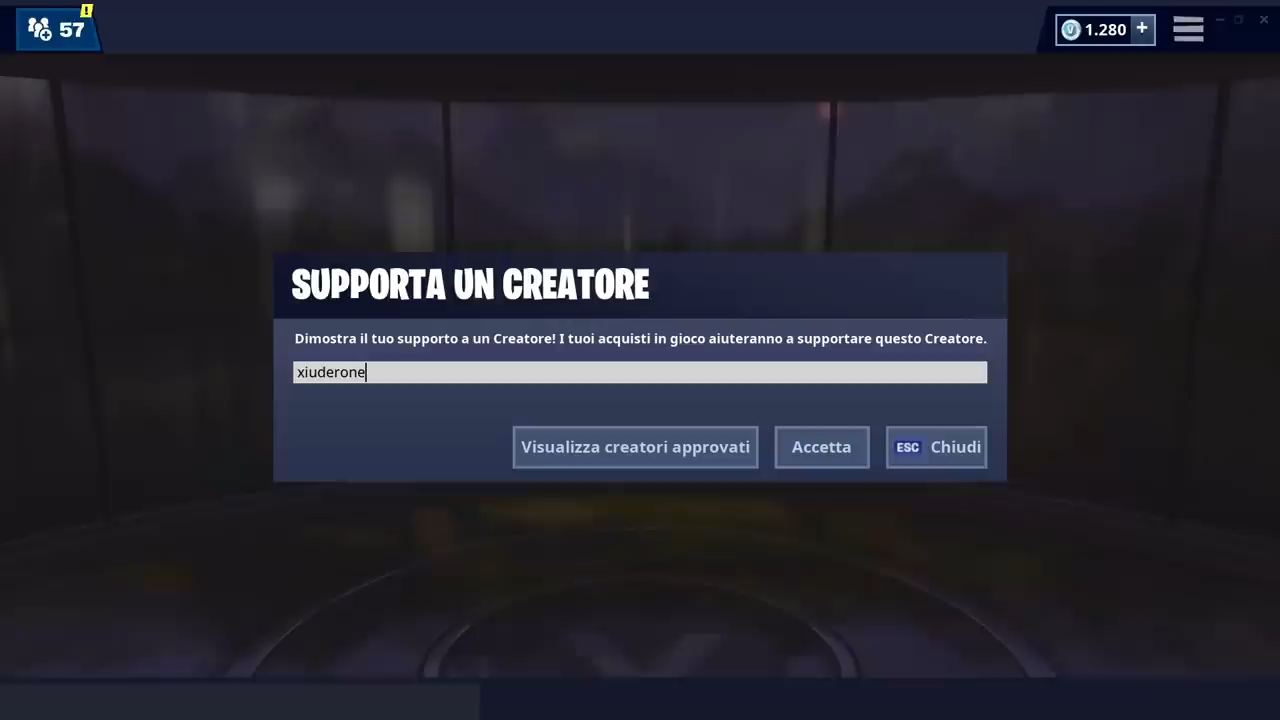 ! 57
1.280 +
SUPPORTA UN CREATORE
Dimostra il tuo supporto a un Creatore! I tuoi acquisti in gioco aiuteranno a supportare questo Creatore.
xiuderone
Visualizza creatori approvati Accetta ESC Chiudi